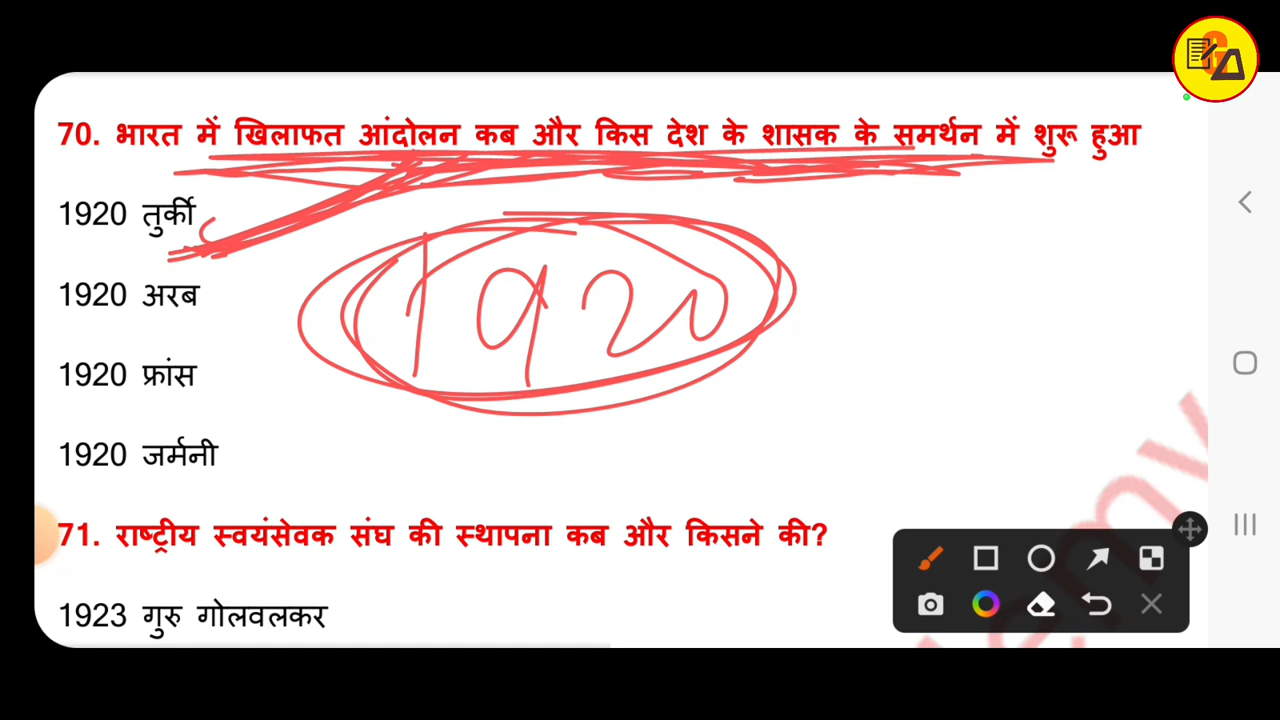 70. भारत में खिलाफत आंदोलन कब और किस देश के शासक के समर्थन में शुरू हुआ
1920 तुर्की
1920 अरब
1920
1920 फ्रांस
1920 जर्मनी
71. राष्ट्रीय स्वयंसेवक संघ की स्थापना कब और किसने की?
1923 गुरु गोलवलकर